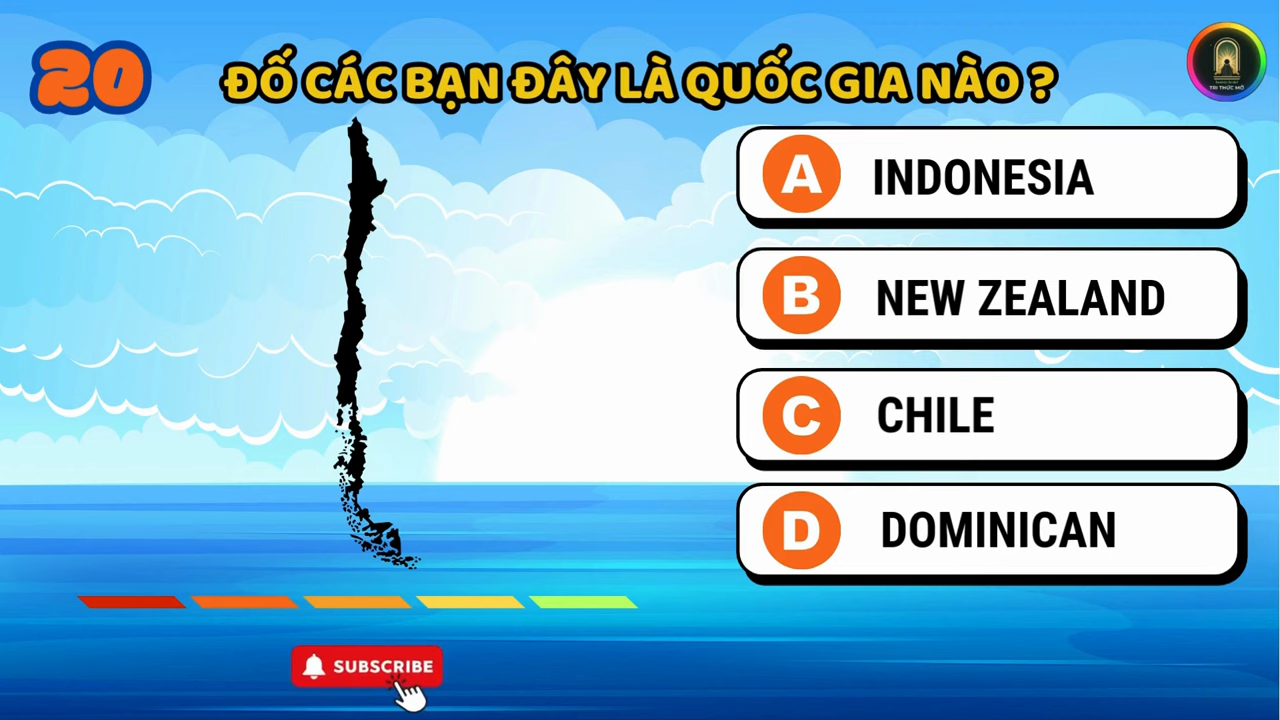 20
ĐỐ CÁC BẠN ĐÂY LÀ QUỐC GIA NÀO ?
TRI THỨC MỞ
A INDONESIA
B NEW ZEALAND
C CHILE
D DOMINICAN
SUBSCRIBE